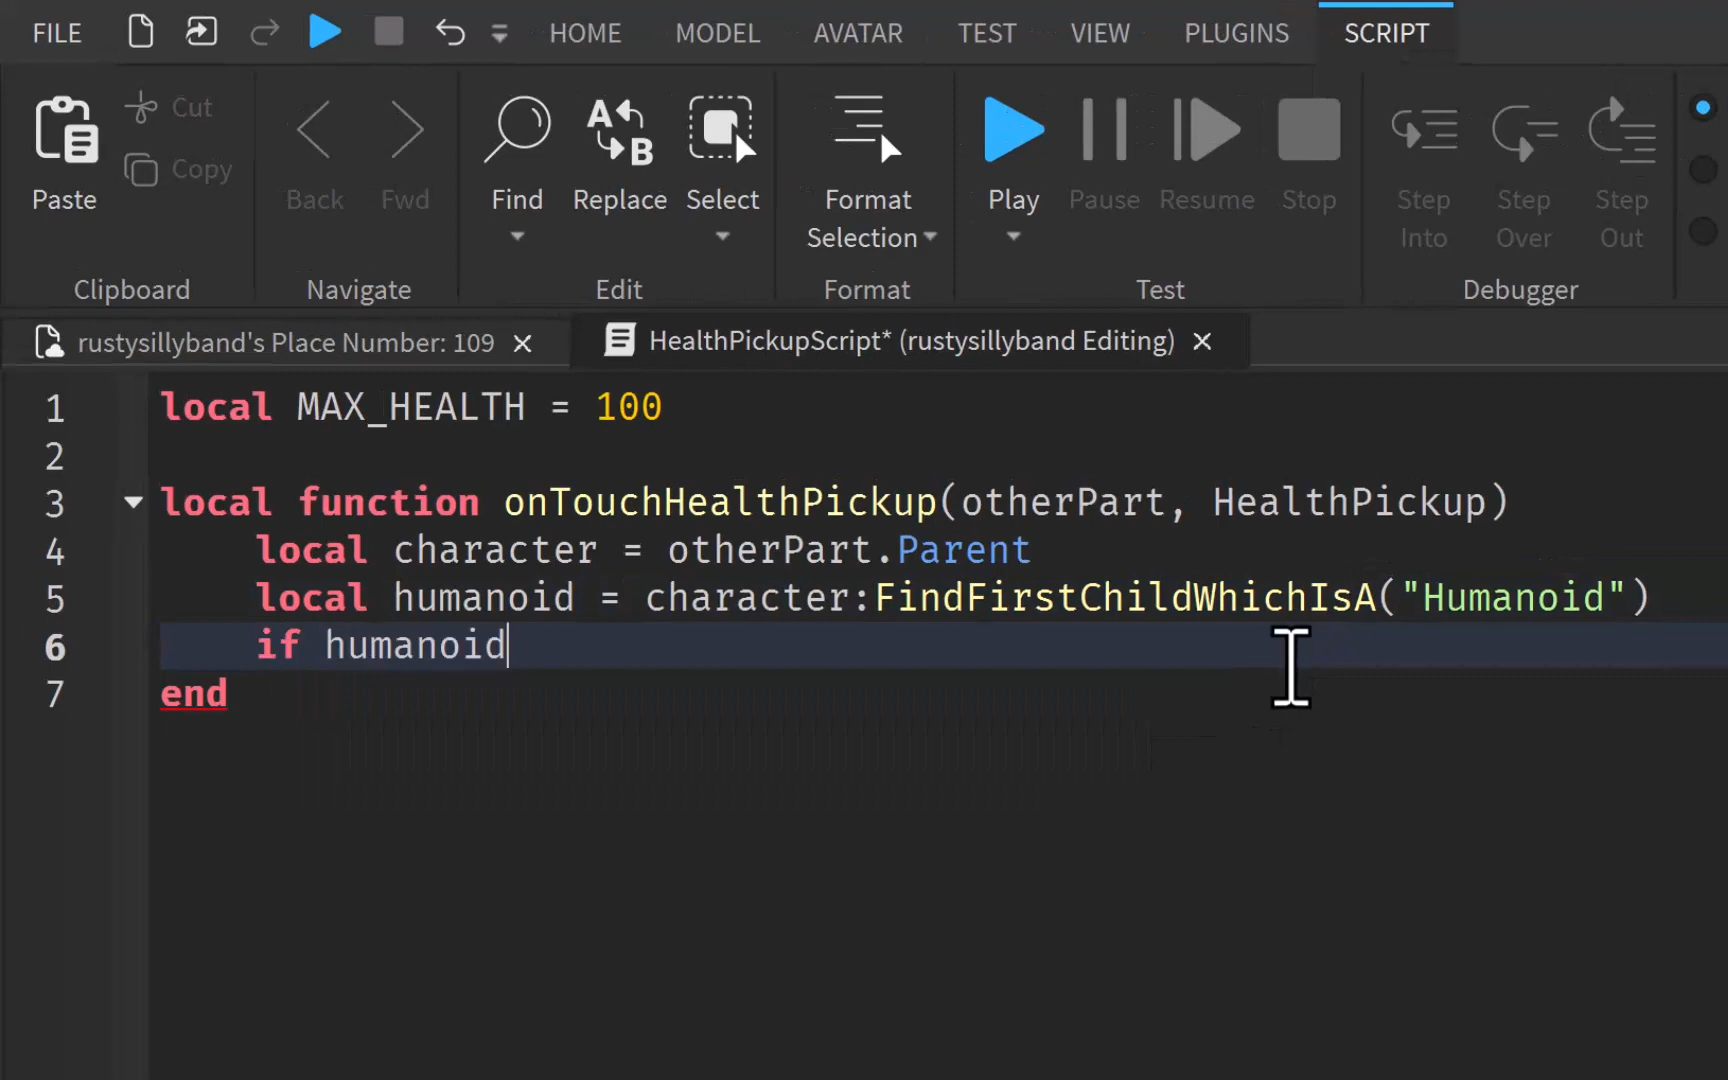 FILE HOME MODEL AVATAR TEST VIEW PLUGINS SCRIPT
Paste Cut Copy Back Fwd Find A B Replace Select Format Selection Play Pause Resume Stop Step Into Step Over Step Out
Clipboard Navigate Edit Format Test Debugger
rustysillyband's Place Number: 109 × HealthPickupScript* (rustysillyband Editing) ×
1 local MAX_HEALTH = 100
2
3 local function onTouchHealthPickup(otherPart, HealthPickup)
4 local character = otherPart.Parent
5 local humanoid = character:FindFirstChildWhichIsA("Humanoid")
6 if humanoid
7 end